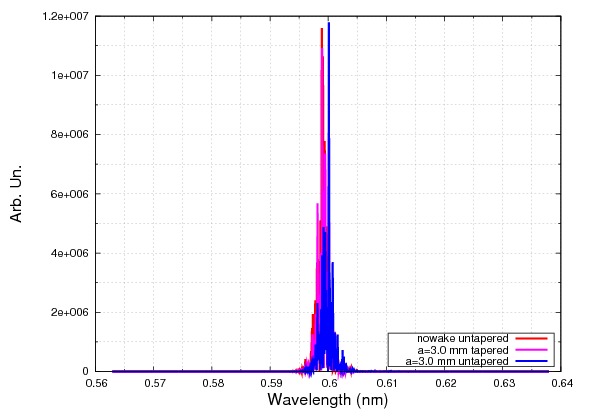 1.2e+007
1e+007
8e+006
6e+006
4e+006
2e+006
0
Arb. Un.
nowake untapered
a=3.0 mm tapered
a=3.0 mm untapered
0.56 0.57 0.58 0.59 0.6 0.61 0.62 0.63 0.64
Wavelength (nm)